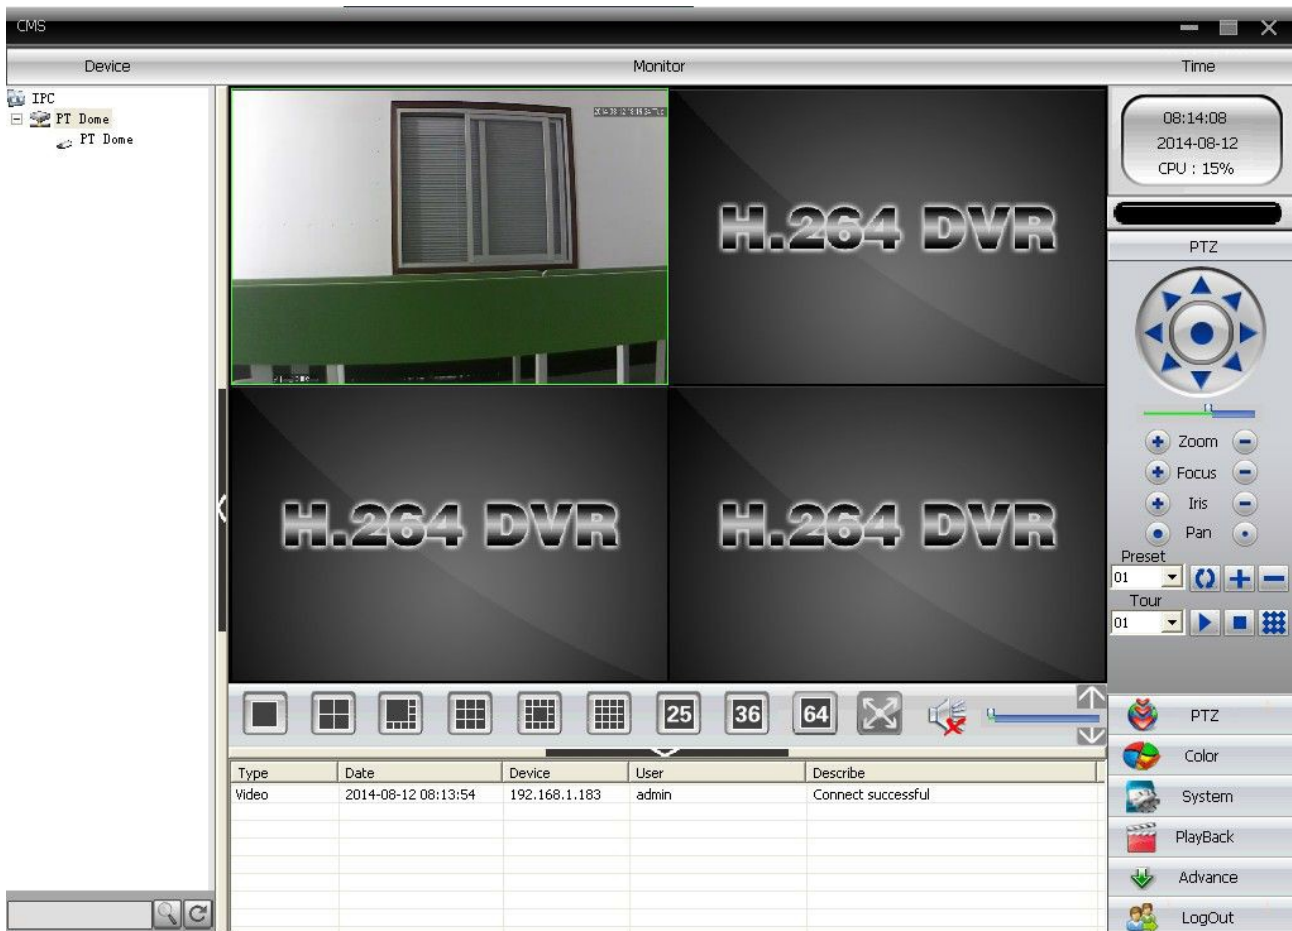 CMS
Device
Monitor
Time
IPC
PT Dome
PT Dome
H.264 DVR
H.264 DVR
H.264 DVR
08:14:08
2014-08-12
CPU : 15%
PTZ
Zoom
Focus
Iris
Pan
Preset
01
Tour
01
25 36 64
Type Date Device User Describe
Video 2014-08-12 08:13:54 192.168.1.183 admin Connect successful
PTZ
Color
System
PlayBack
Advance
LogOut